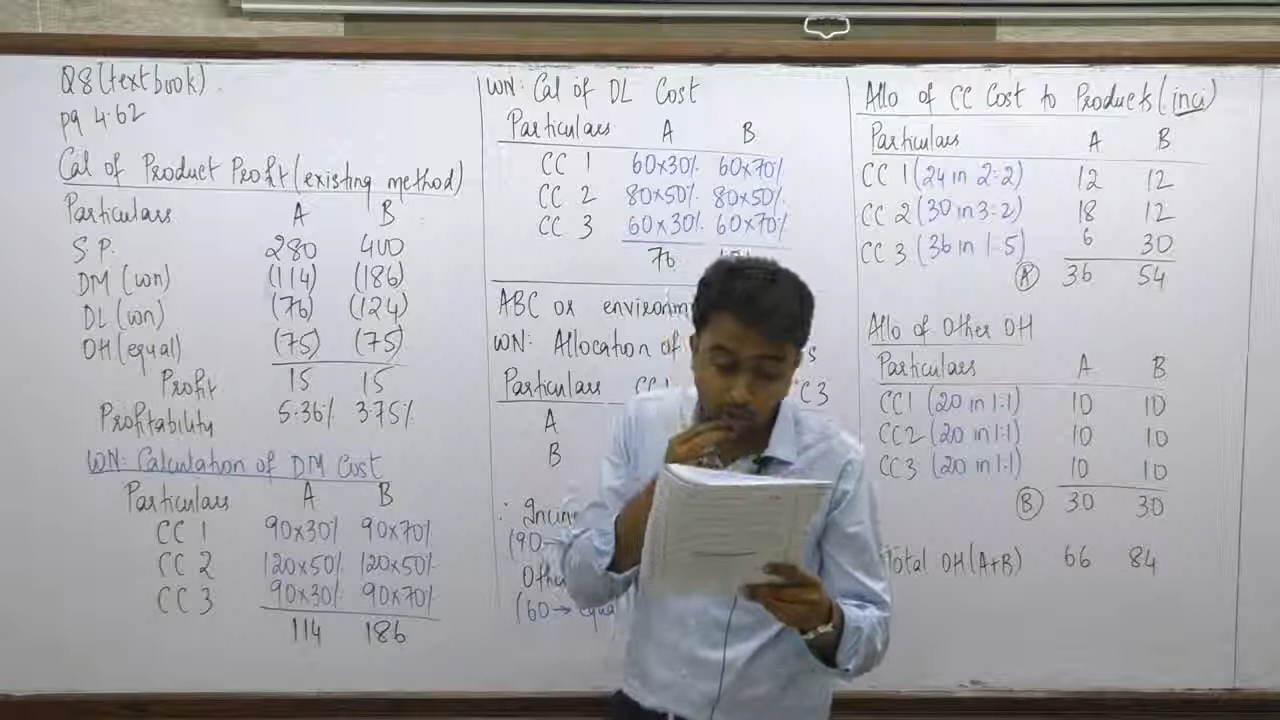 Q8 (textbook)
pg 4.62
Cal of Product Profit (existing method)
Particulars A B
S.P. 280 400
DM (wn) (114) (186)
DL (wn) (76) (124)
OH (equal) (75) (75)
Profit 15 15
Profitability 5.36% 3.75%
WN: Calculation of DM Cost
Particulars A B
CC 1 90x30% 90x70%
CC 2 120x50% 120x50%
CC 3 90x30% 90x70%
114 186
WN: Cal of DL Cost
Particulars A B
CC 1 60x30% 60x70%
CC 2 80x50% 80x50%
CC 3 60x30% 60x70%
76
ABC or
WN: Allocation of
Particulars
A
B
(90
(60→
Allo of CC Cost to Products (inci)
Particulars A B
CC 1 (24 in 2:2) 12 12
CC 2 (30 in 3:2) 18 12
CC 3 (36 in 1:5) 6 30
(A) 36 54
Allo of Other OH
Particulars A B
CC1 (20 in 1:1) 10 10
CC2 (20 in 1:1) 10 10
CC3 (20 in 1:1) 10 10
(B) 30 30
Total OH (A+B) 66 84